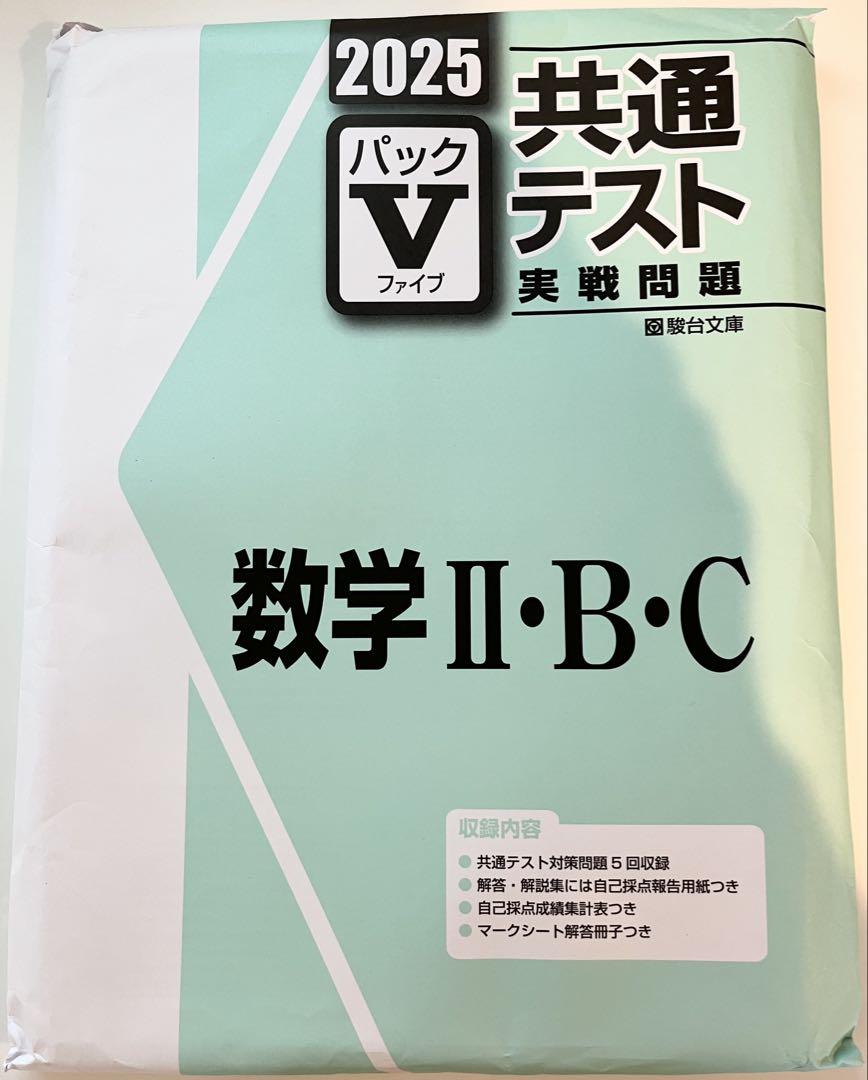 2025
パック
V
ファイブ
共通
テスト
実戦問題
駿台文庫
数学Ⅱ・B・C
収録内容
● 共通テスト対策問題5回収録
● 解答・解説集には自己採点報告用紙つき
● 自己採点成績集計表つき
● マークシート解答冊子つき